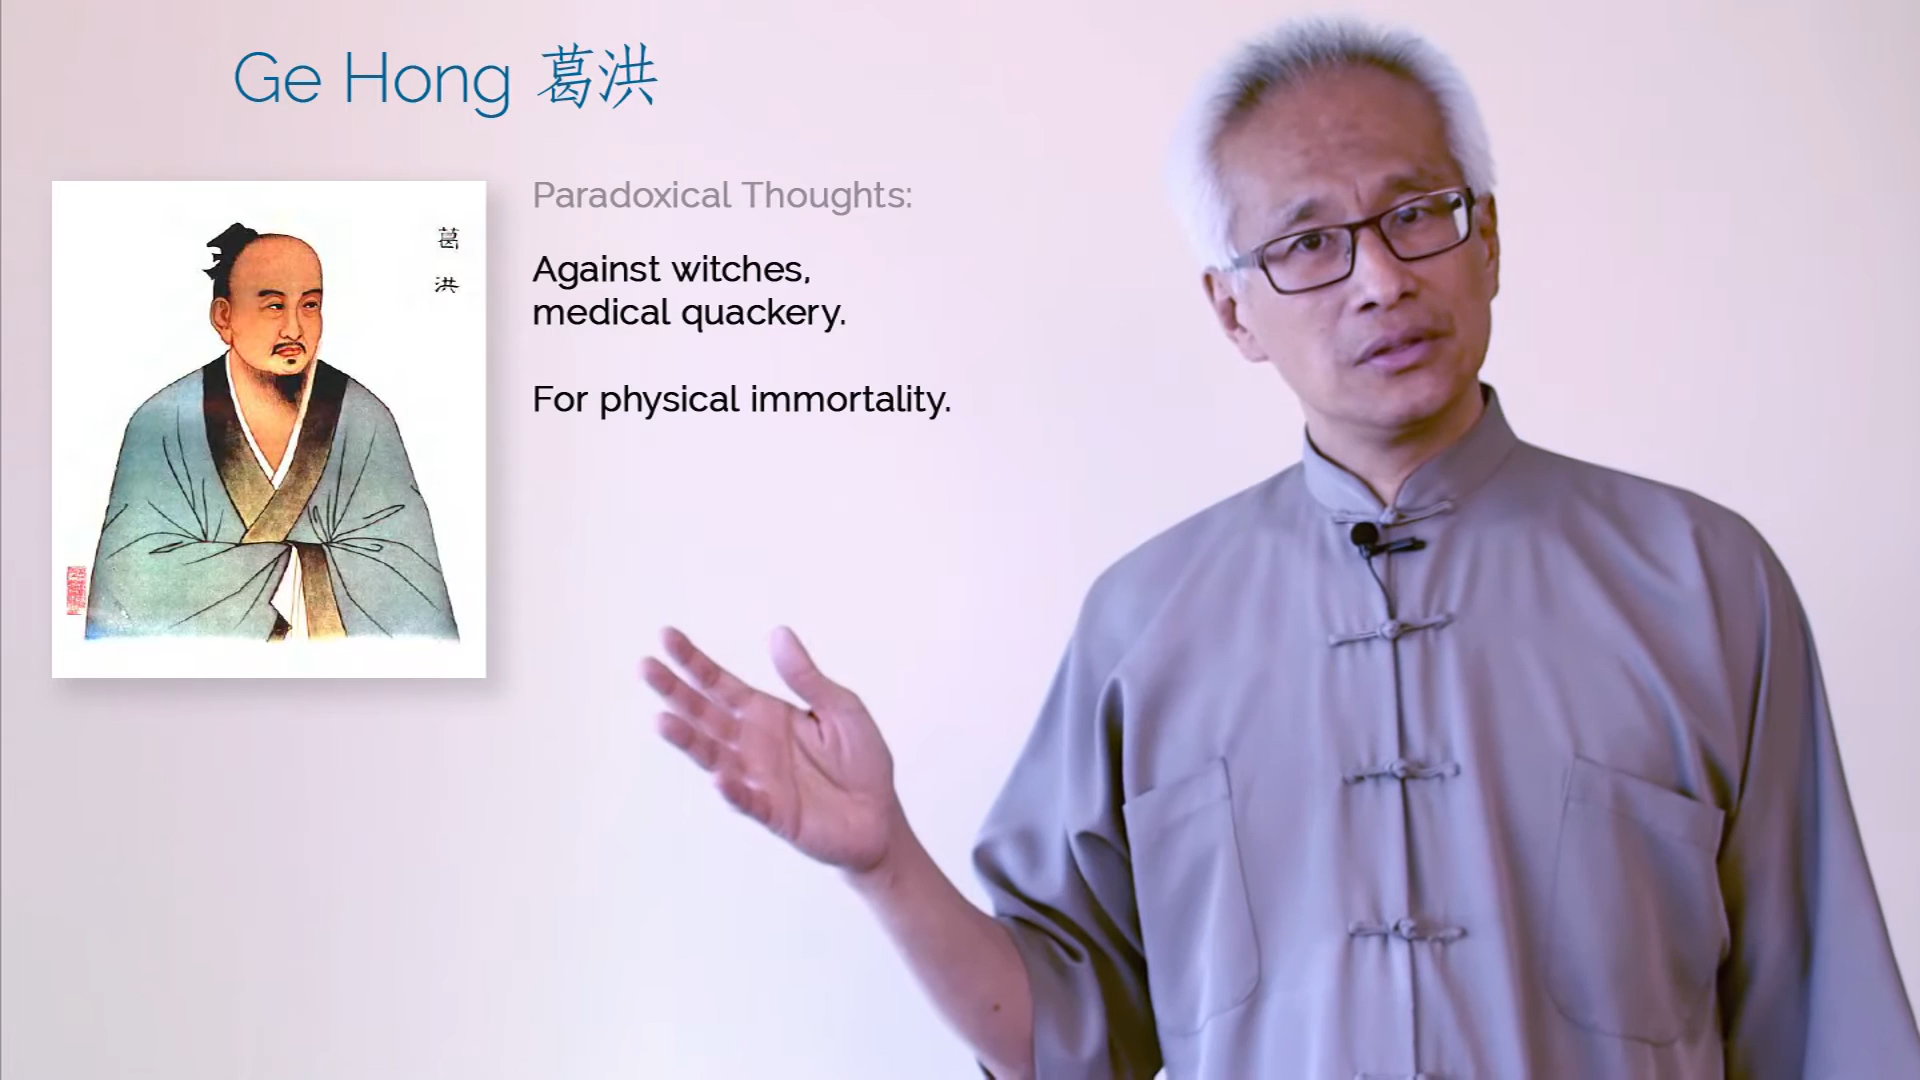 Ge Hong 葛洪
葛
洪
Paradoxical Thoughts:
Against witches,
medical quackery.
For physical immortality.